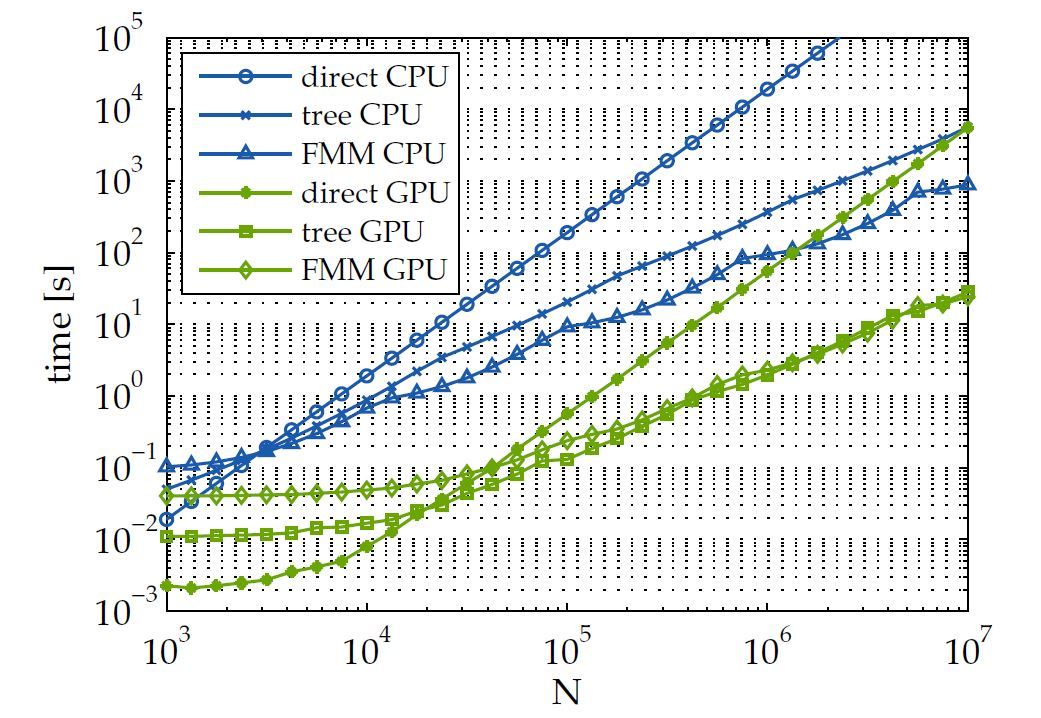 time [s]
10^5
10^4
10^3
10^2
10^1
10^0
10^−1
10^−2
10^−3
direct CPU
tree CPU
FMM CPU
direct GPU
tree GPU
FMM GPU
10^3 10^4 10^5 10^6 10^7
N